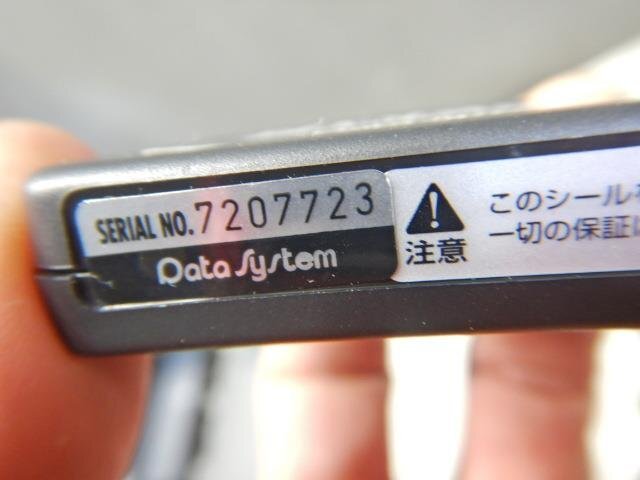 SERIAL NO. 7207723
Data System
注意
このシール
一切の保証